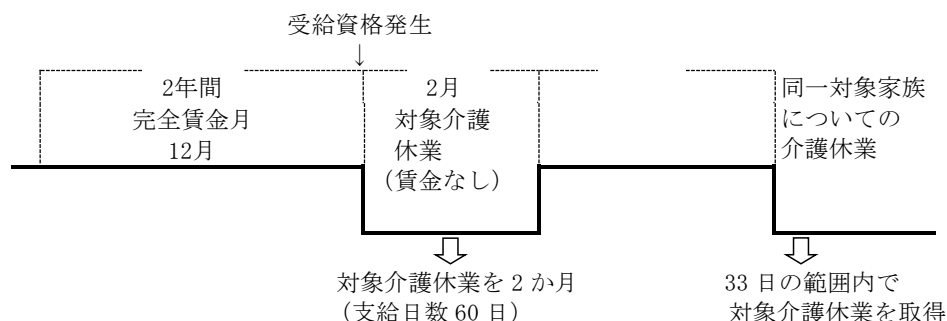 受給資格発生
↓
2年間
完全賃金月
12月
2月
対象介護
休業
(賃金なし)
同一対象家族
についての
介護休業
対象介護休業を2か月
(支給日数60日)
33日の範囲内で
対象介護休業を取得